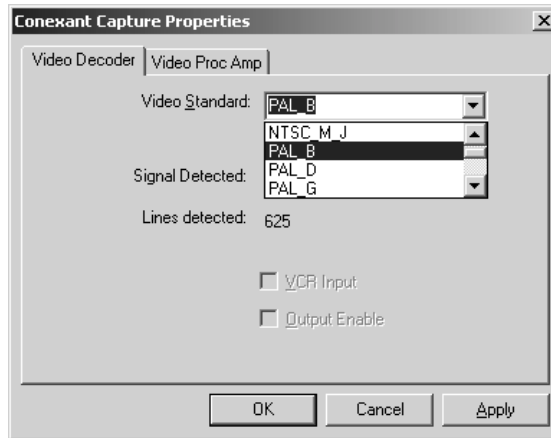 Conexant Capture Properties
Video Decoder
Video Proc Amp
Video Standard:
PAL_B
NTSC_M_J
PAL_B
PAL_D
PAL_G
Signal Detected:
Lines detected:
625
VCR Input
Output Enable
OK
Cancel
Apply